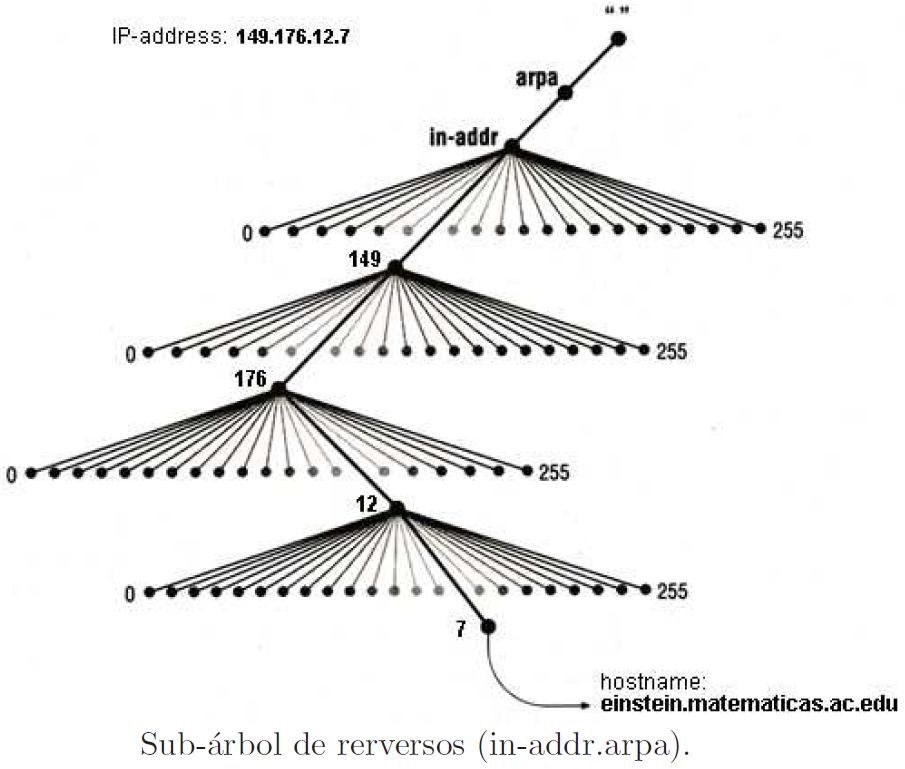 “ ”
IP-address: 149.176.12.7
arpa
in-addr
0 255
149
0 255
176
0 255
12
0 255
7
hostname:
einstein.matematicas.ac.edu
Sub-árbol de rerversos (in-addr.arpa).